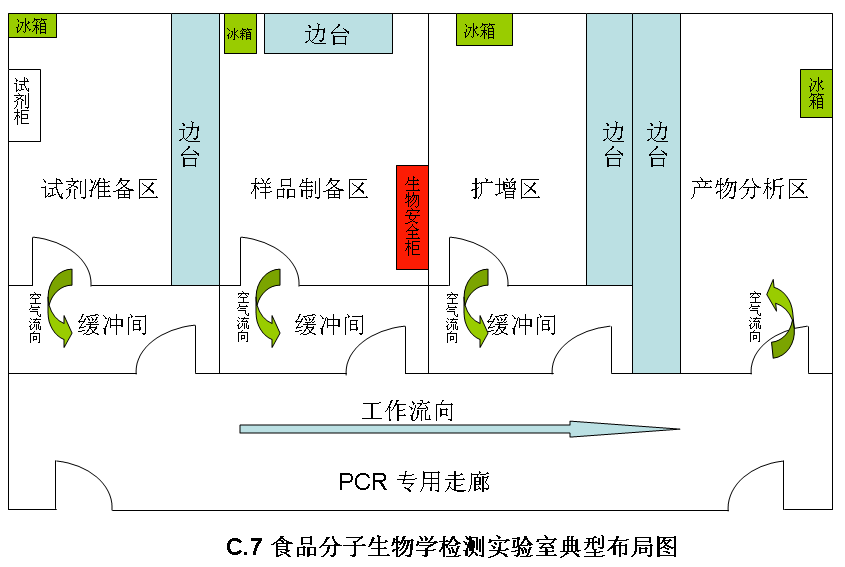 冰箱
冰箱
边台
冰箱
试剂柜
边台
边台
边台
冰箱
试剂准备区
样品制备区
生物安全柜
扩增区
产物分析区
空气流向
缓冲间
空气流向
缓冲间
空气流向
缓冲间
空气流向
工作流向
PCR 专用走廊
C.7 食品分子生物学检测实验室典型布局图